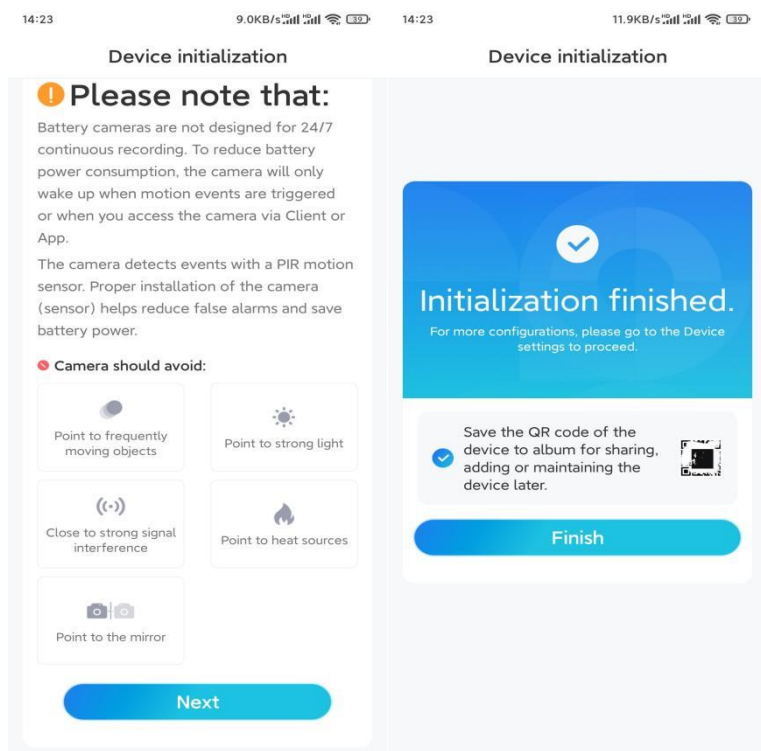 14:23
9.0KB/s HD HD 39
Device initialization
Please note that:
Battery cameras are not designed for 24/7
continuous recording. To reduce battery
power consumption, the camera will only
wake up when motion events are triggered
or when you access the camera via Client or
App.
The camera detects events with a PIR motion
sensor. Proper installation of the camera
(sensor) helps reduce false alarms and save
battery power.
Camera should avoid:
Point to frequently
moving objects
Point to strong light
Close to strong signal
interference
Point to heat sources
Point to the mirror
Next
14:23
11.9KB/s HD HD 39
Device initialization
Initialization finished.
For more configurations, please go to the Device
settings to proceed.
Save the QR code of the
device to album for sharing,
adding or maintaining the
device later.
Finish